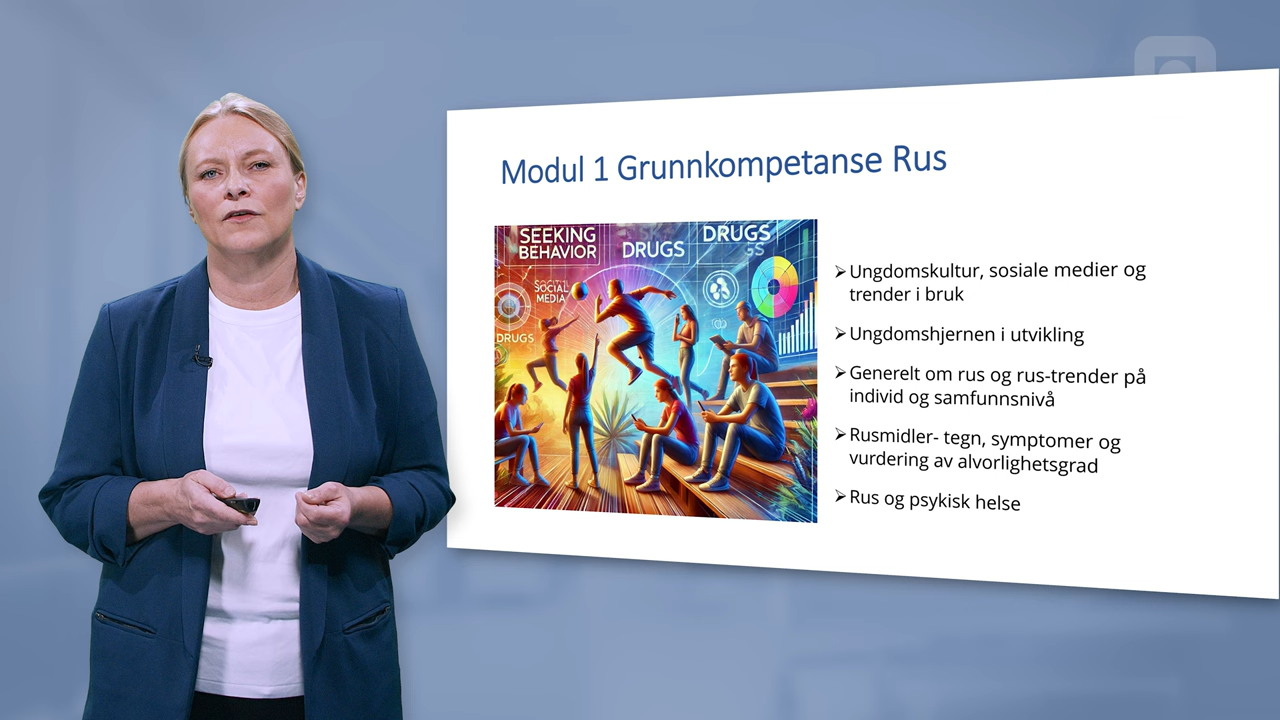 Modul 1 Grunnkompetanse Rus
SEEKING
BEHAVIOR
DRUGS
DRUGS
SOCITL
MEDIA
DRUGS
➢Ungdomskultur, sosiale medier og
trender i bruk
➢Ungdomshjernen i utvikling
➢Generelt om rus og rus-trender på
individ og samfunnsnivå
➢Rusmidler- tegn, symptomer og
vurdering av alvorlighetsgrad
➢Rus og psykisk helse